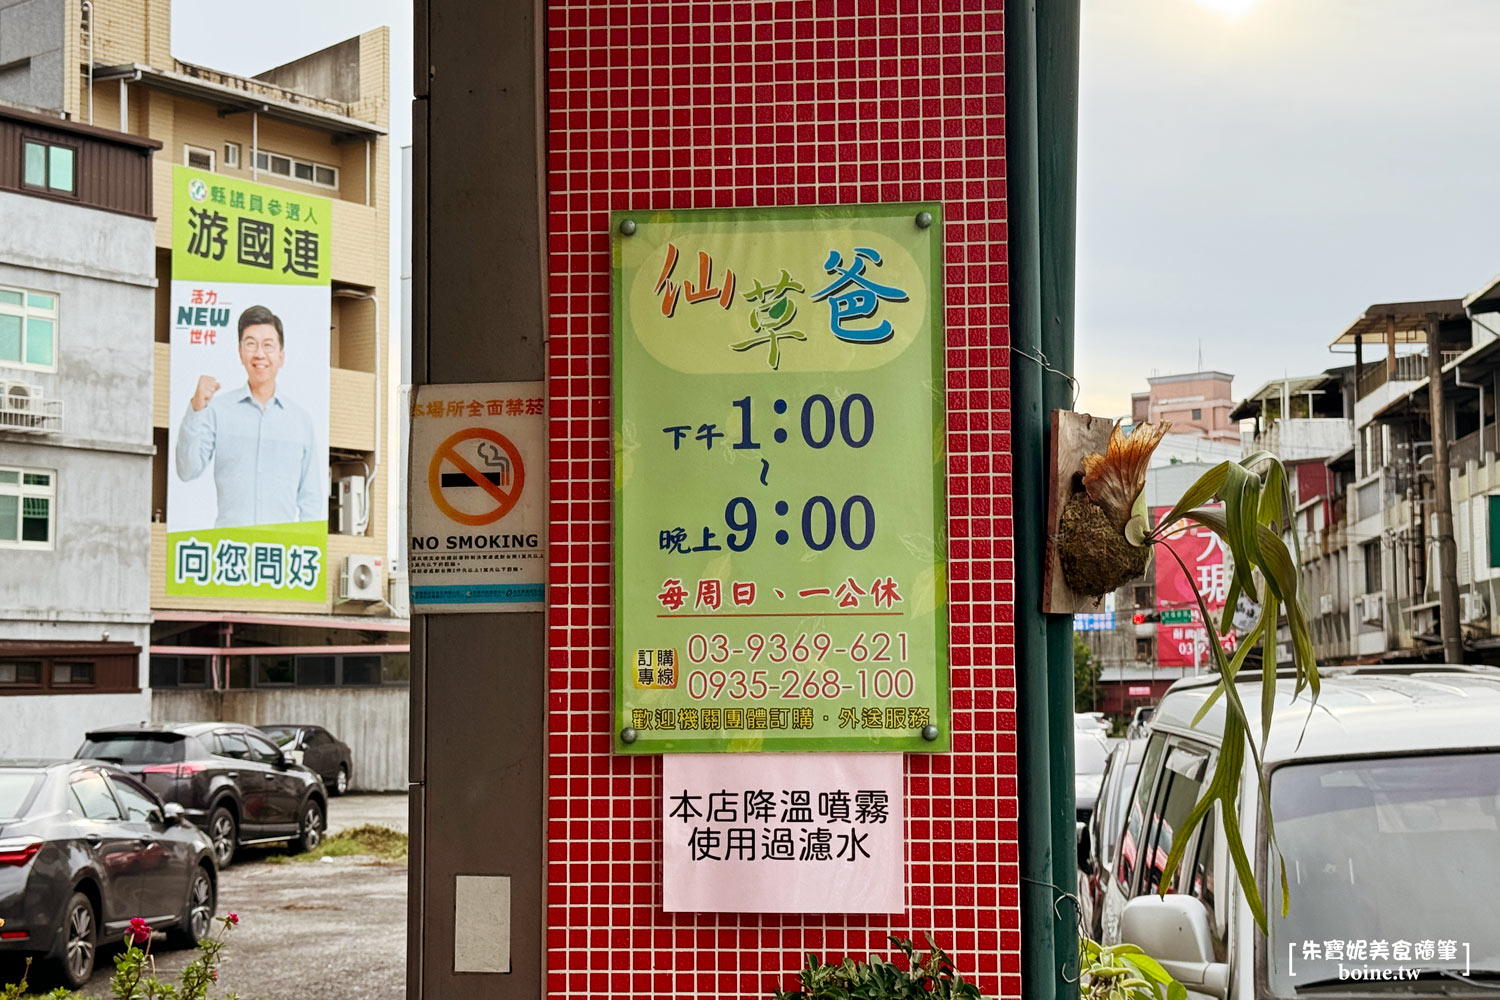 縣議員參選人
游國連
活力
NEW
世代
向您問好
本場所全面禁菸
NO SMOKING
仙草爸
下午1:00
~
晚上9:00
每周日、一公休
訂購專線
03-9369-621
0935-268-100
歡迎機關團體訂購·外送服務
本店降溫噴霧
使用過濾水
[朱寶妮美食隨筆]
boine.tw